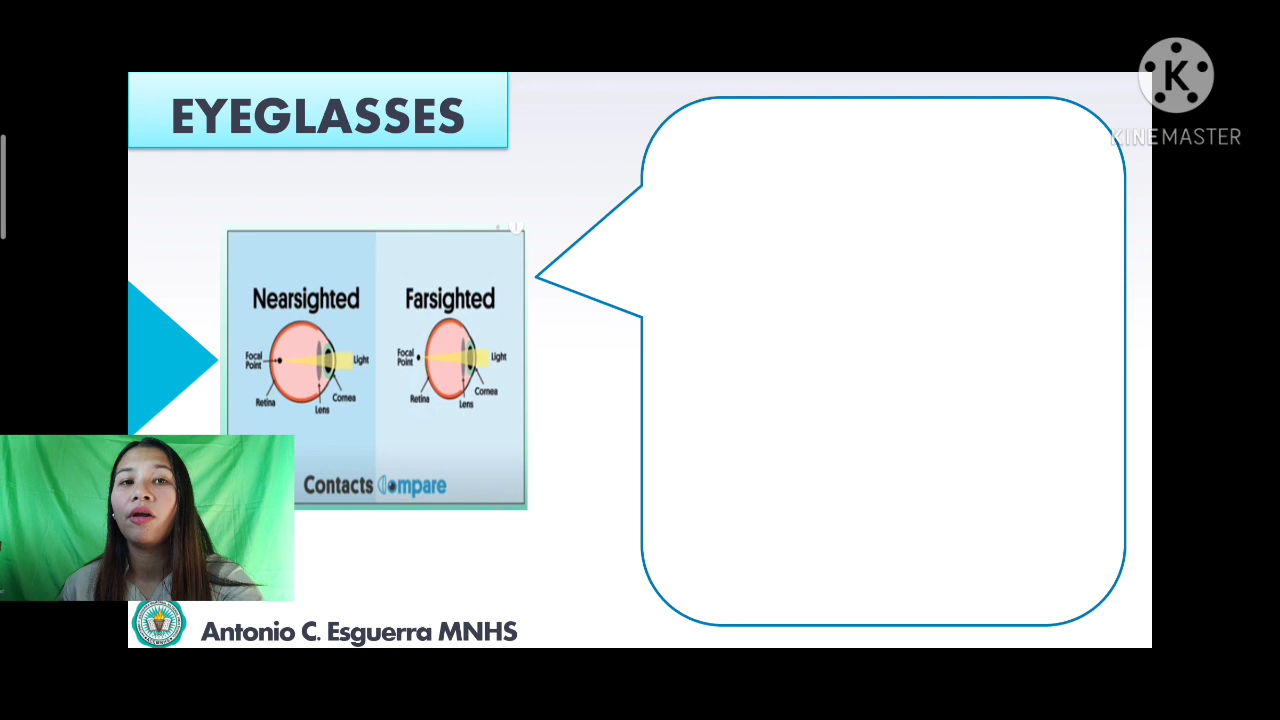 EYEGLASSES
KINEMASTER
Nearsighted
Farsighted
Focal Point
Light
Retina
Lens
Cornea
Focal Point
Light
Retina
Lens
Cornea
Contacts Compare
Antonio C. Esguerra MNHS